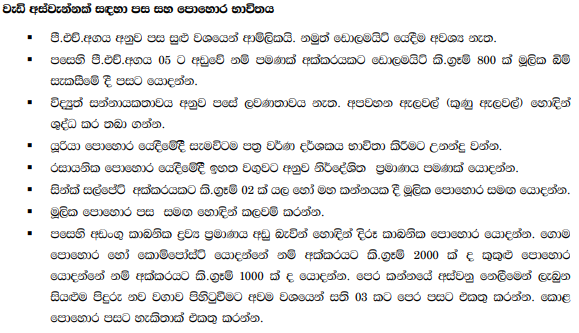 වැඩි අස්වැන්නක් සඳහා පස සහ පොහොර භාවිතය
▪ පී.එච්.අගය අනුව පස සුළු වශයෙන් ආම්ලිකයි. නමුත් ඩොලමයිට් යෙදීම අවශ්‍ය නැත.
▪ පසෙහි පී.එච්.අගය 05 ට අඩුවේ නම් පමණක් අක්කරයකට ඩොලමයිට් කි.ග්‍රෑම් 800 ක් මූලික බිම්
සැකසීමේ දී පසට යොදන්න.
▪ විද්‍යුත් සන්නායකතාවය අනුව පසේ ලවණතාවය නැත. අපවහන ඇලවල් (කුණු ඇලවල්) හොඳින්
ශුද්ධ කර තබා ගන්න.
▪ යූරියා පොහොර යෙදීමේදී සැමවිටම පත්‍ර වර්ණ දර්ශකය භාවිතා කිරීමට උනන්දු වන්න.
▪ රසායනික පොහොර යෙදීමේදී ඉහත වගුවට අනුව නිර්දේශිත ප්‍රමාණය පමණක් යොදන්න.
▪ සින්ක් සල්පේට් අක්කරයකට කි.ග්‍රෑම් 02 ක් යල හෝ මහ කන්නයක දී මූලික පොහොර සමඟ යොදන්න.
▪ මූලික පොහොර පස සමඟ හොඳින් කලවම් කරන්න.
▪ පසෙහි අඩංගු කාබනික ද්‍රව්‍ය ප්‍රමාණය අඩු බැවින් හොඳින් දිරූ කාබනික පොහොර යොදන්න. ගොම
පොහොර හෝ කොම්පෝස්ට් යොදන්නේ නම් අක්කරයකට කි.ග්‍රෑම් 2000 ක් ද කුකුළු පොහොර
යොදන්නේ නම් අක්කරයකට කි.ග්‍රෑම් 1000 ක් ද යොදන්න. පෙර කන්නයේ අස්වනු නෙලීමෙන් ලැබුන
සියළුම පිදුරු නව වගාව පිහිටුවීමට අවම වශයෙන් සති 03 කට පෙර පසට එකතු කරන්න. කොළ
පොහොර පසට හැකිතාක් එකතු කරන්න.